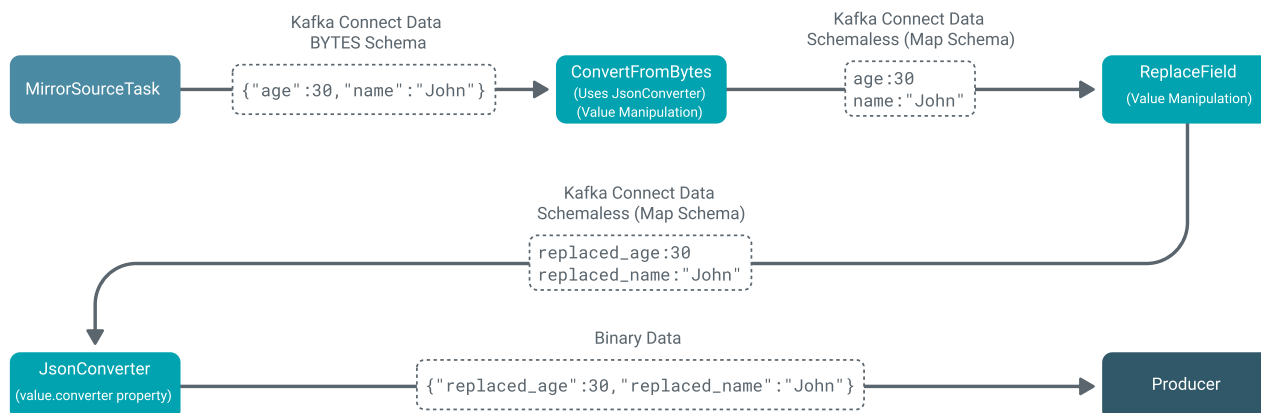 Kafka Connect Data
BYTES Schema
Kafka Connect Data
Schemaless (Map Schema)
MirrorSourceTask
{"age":30,"name":"John"}
ConvertFromBytes
(Uses JsonConverter)
(Value Manipulation)
age:30
name:"John"
ReplaceField
(Value Manipulation)
Kafka Connect Data
Schemaless (Map Schema)
replaced_age:30
replaced_name:"John"
Binary Data
JsonConverter
(value.converter property)
{"replaced_age":30,"replaced_name":"John"}
Producer